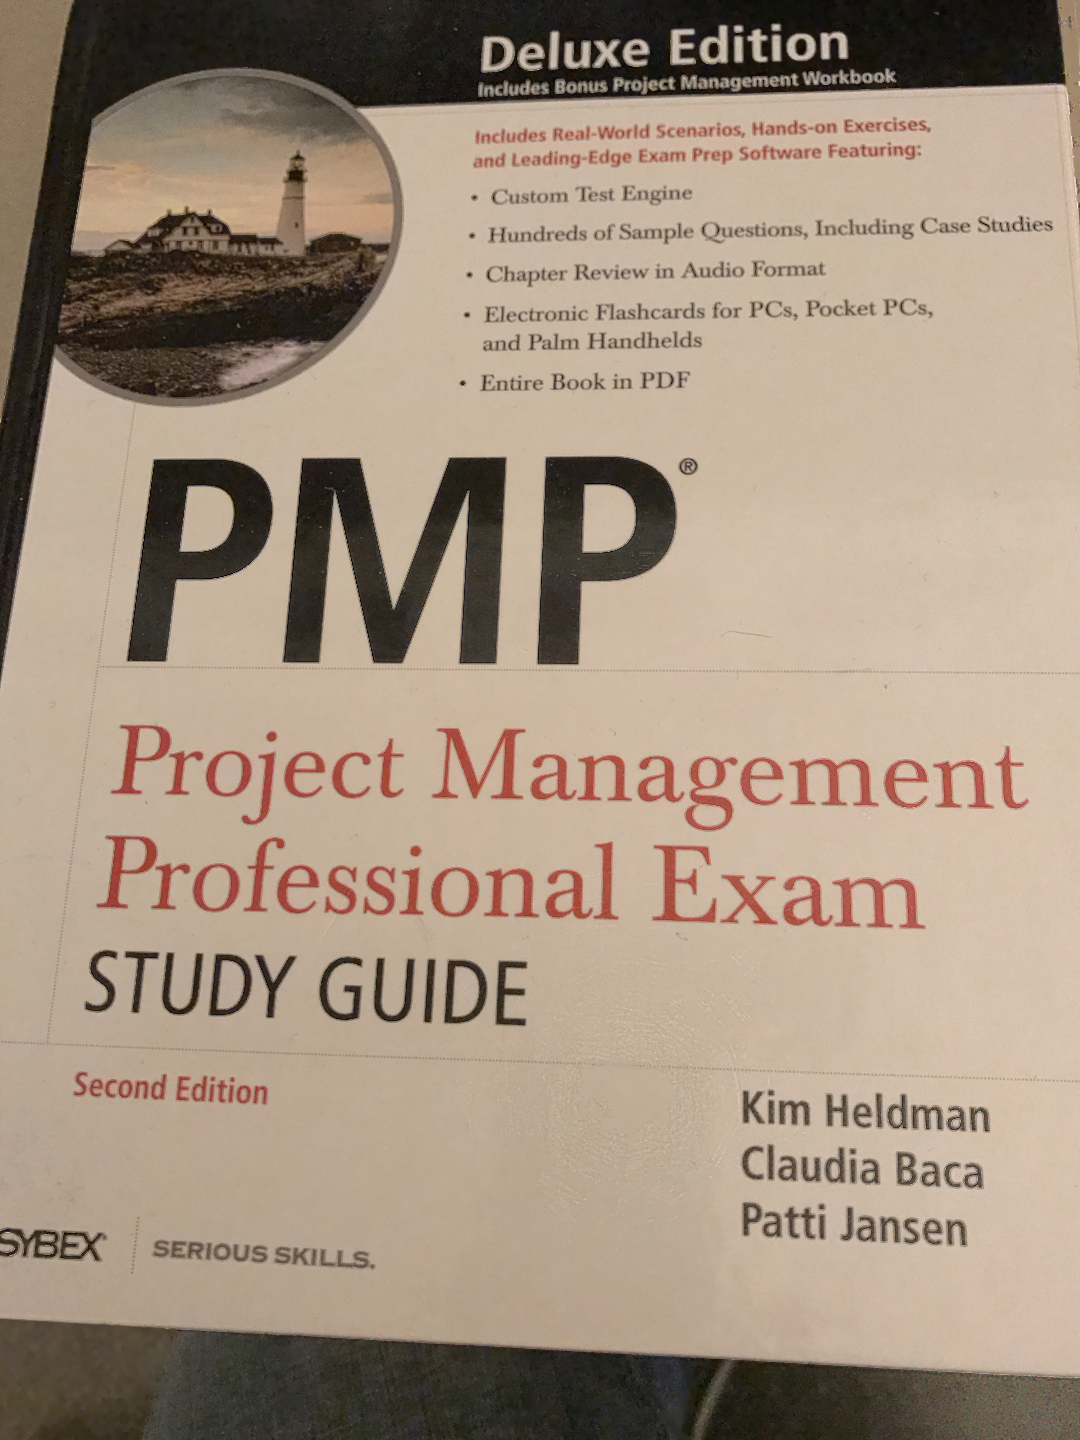 Deluxe Edition
Includes Bonus Project Management Workbook
Includes Real-World Scenarios, Hands-on Exercises,
and Leading-Edge Exam Prep Software Featuring:
• Custom Test Engine
• Hundreds of Sample Questions, Including Case Studies
• Chapter Review in Audio Format
• Electronic Flashcards for PCs, Pocket PCs,
and Palm Handhelds
• Entire Book in PDF
PMP®
Project Management
Professional Exam
STUDY GUIDE
Second Edition
Kim Heldman
Claudia Baca
Patti Jansen
SYBEX®
SERIOUS SKILLS.